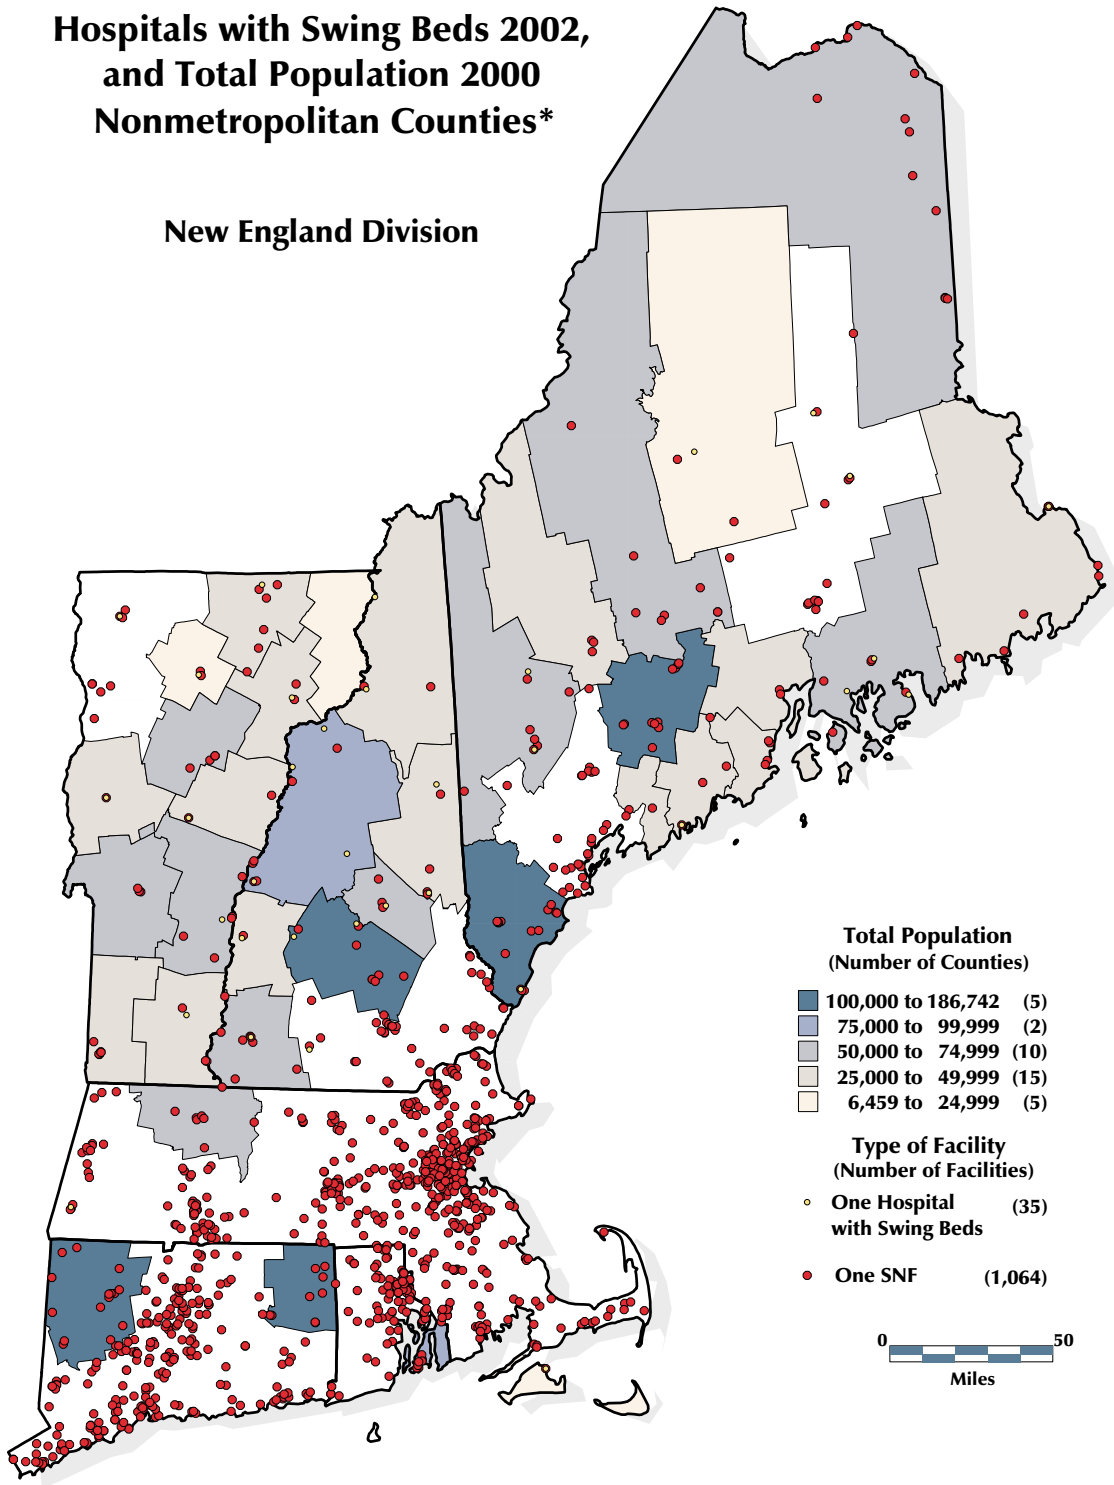 Hospitals with Swing Beds 2002,
and Total Population 2000
Nonmetropolitan Counties*
New England Division
Total Population
(Number of Counties)
100,000 to 186,742 (5)
75,000 to 99,999 (2)
50,000 to 74,999 (10)
25,000 to 49,999 (15)
6,459 to 24,999 (5)
Type of Facility
(Number of Facilities)
One Hospital (35)
with Swing Beds
One SNF (1,064)
0 50
Miles